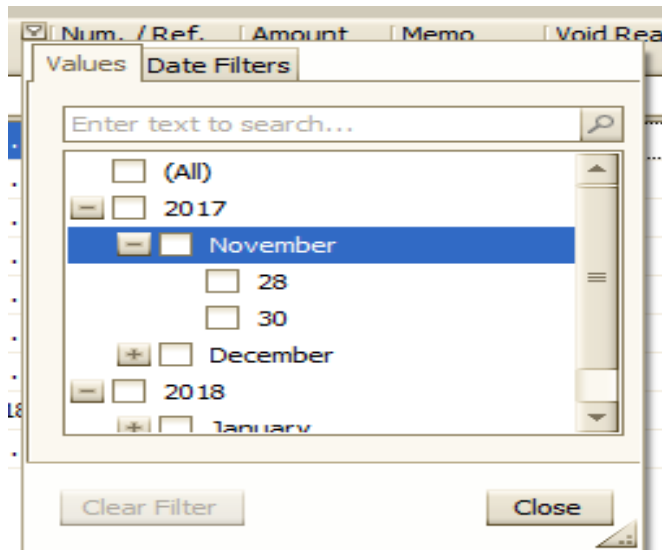 Num. / Ref. Amount Memo Void Rea
Values Date Filters
Enter text to search...
(All)
2017
November
28
30
December
2018
January
Clear Filter Close